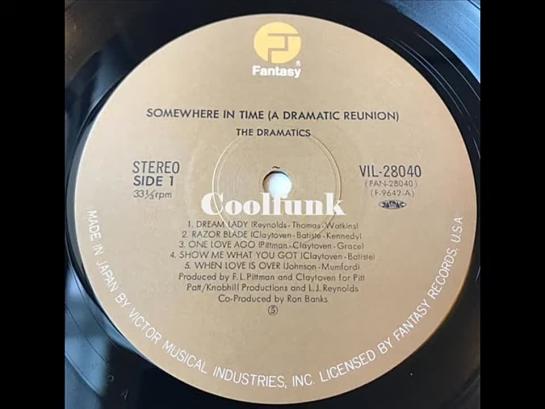 Fantasy®
SOMEWHERE IN TIME (A DRAMATIC REUNION)
THE DRAMATICS
STEREO
SIDE 1
33⅓rpm
VIL-28040
(FAN-28040)
(F-9642-A)
Coolfunk
1. DREAM LADY (Reynolds-Thomas-Watkins)
2. RAZOR BLADE (Claytoven-Batiste-Kennedy)
3. ONE LOVE AGO (Pittman-Claytoven-Grace)
4. SHOW ME WHAT YOU GOT (Claytoven-Batiste)
5. WHEN LOVE IS OVER (Johnson-Mumford)
Produced by F.L. Pittman and Claytoven for Pitt
Patt/Knobhill Productions and L.J. Reynolds
Co-Produced by Ron Banks
Ⓢ
MADE IN JAPAN BY VICTOR MUSICAL INDUSTRIES, INC. LICENSED BY FANTASY RECORDS, U.S.A